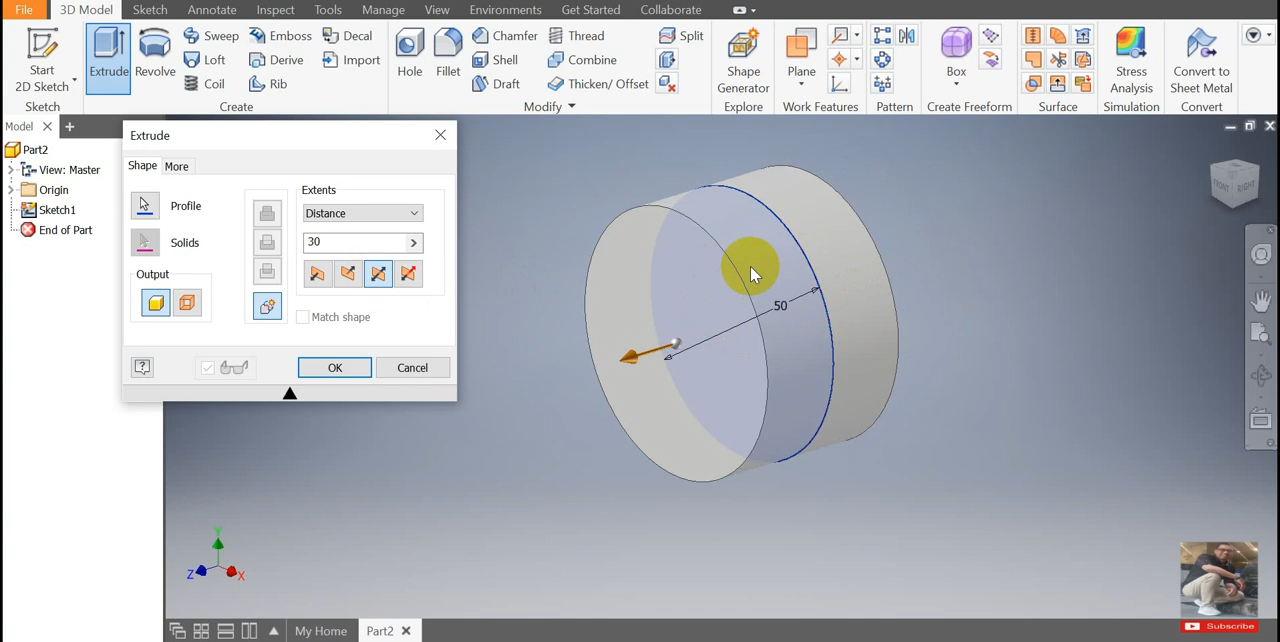 File 3D Model Sketch Annotate Inspect Tools Manage View Environments Get Started Collaborate
Start
2D Sketch
Sketch
Extrude
Revolve
Sweep
Loft
Coil
Emboss
Derive
Rib
Decal
Import
Create
Hole
Fillet
Chamfer
Shell
Draft
Thread
Combine
Thicken/ Offset
Split
Modify
Shape
Generator
Explore
Plane
Work Features
Pattern
Box
Create Freeform
Surface
Stress
Analysis
Simulation
Convert to
Sheet Metal
Convert
Model
Part2
View: Master
Origin
Sketch1
End of Part
Extrude
Shape More
Profile
Solids
Output
Extents
Distance
30
Match shape
OK Cancel
50
FRONT RIGHT
Y
Z X
My Home Part2
Subscribe